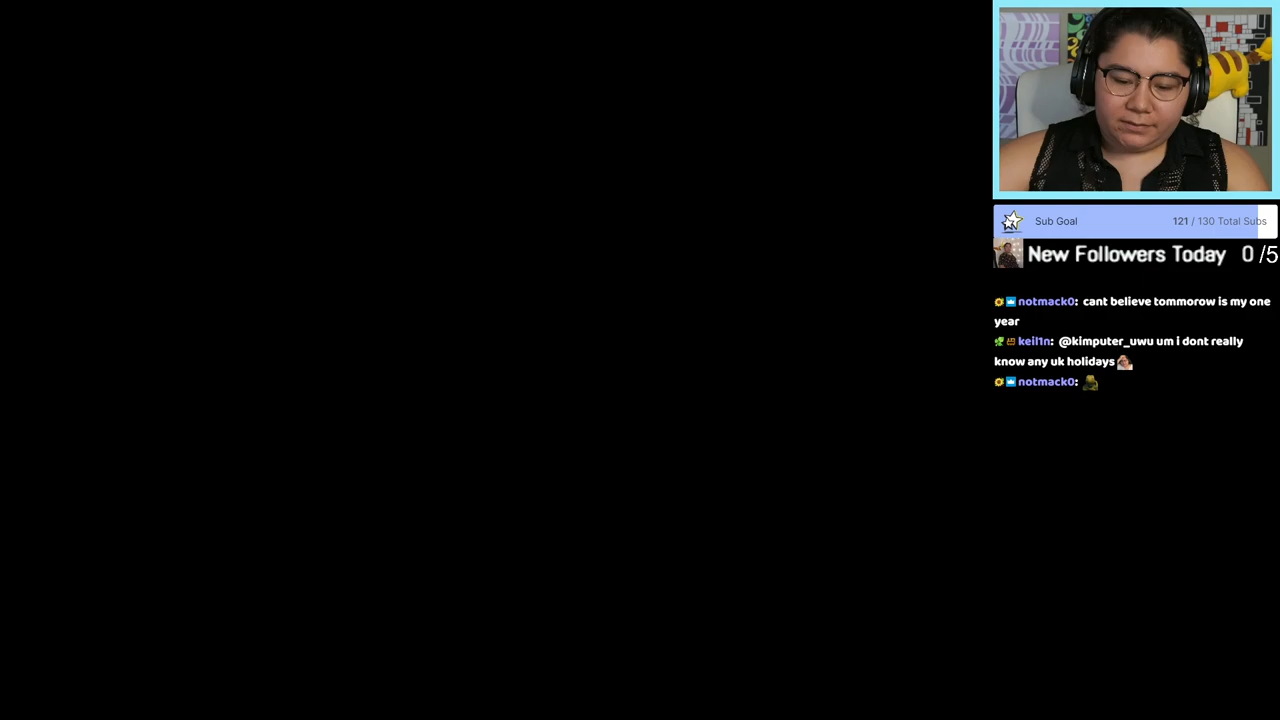 Sub Goal 121 / 130 Total Subs
New Followers Today 0 /5
notmack0: cant believe tommorow is my one
year
keil1n: @kimputer_uwu um i dont really
know any uk holidays
notmack0: